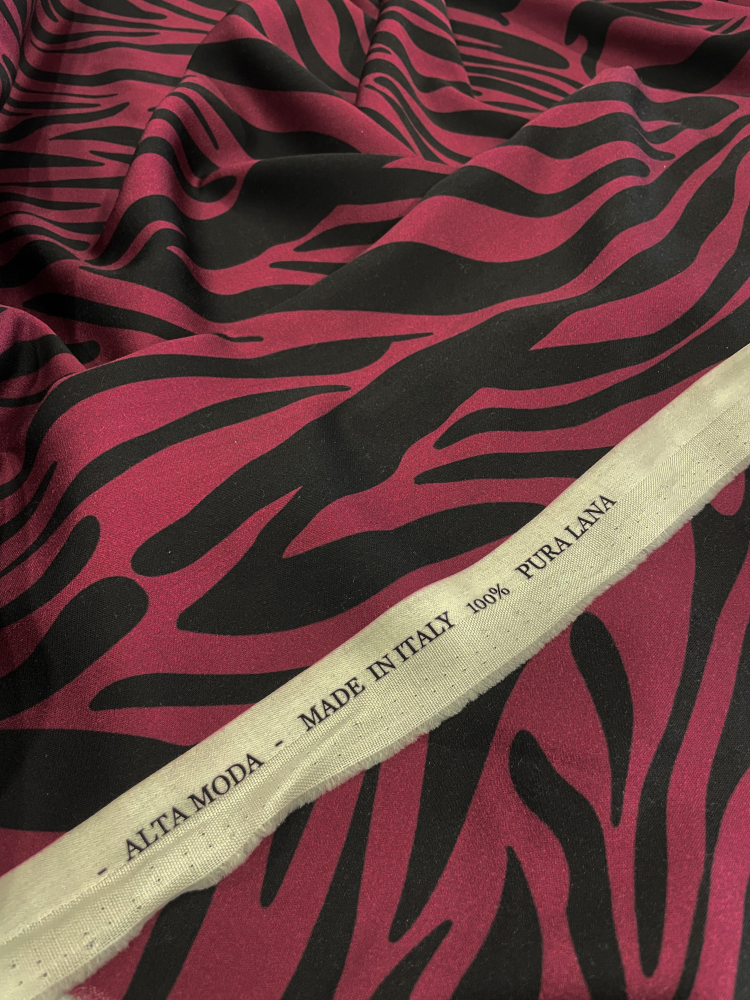 - ALTA MODA - MADE IN ITALY 100% PURA LANA